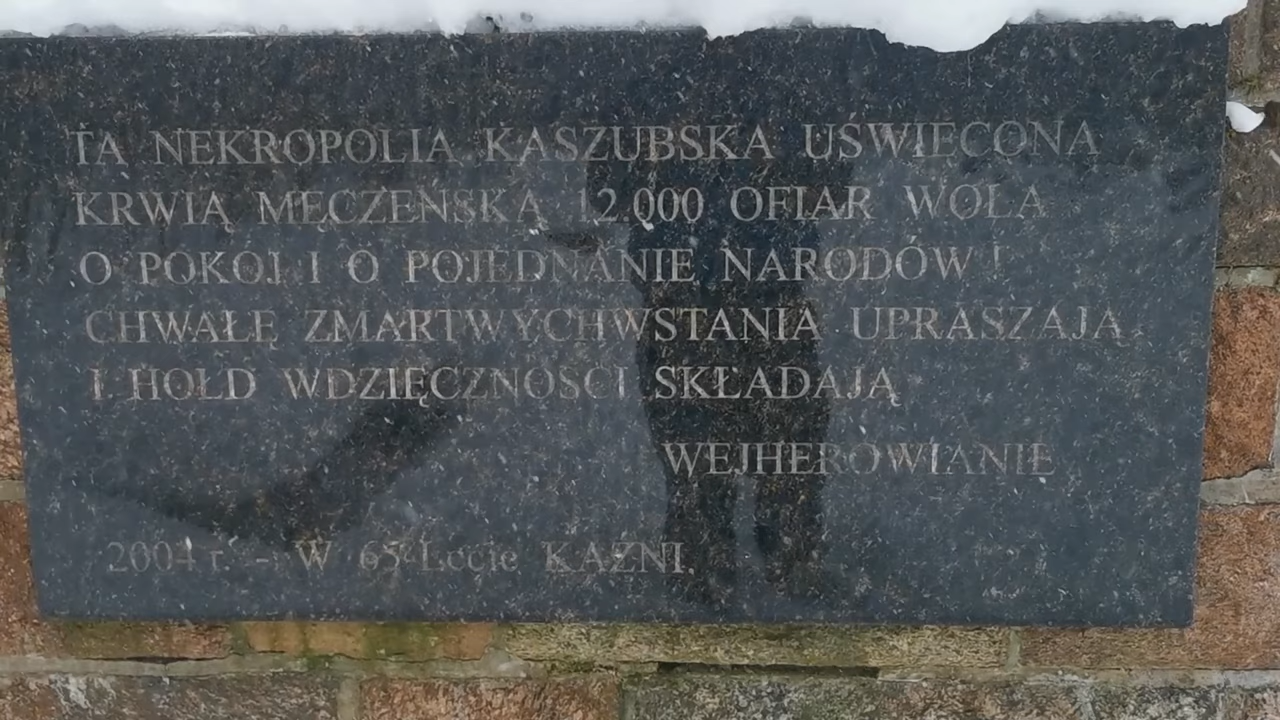 TA NEKROPOLIA KASZUBSKA UŚWIĘCONA
KRWIĄ MĘCZEŃSKĄ 12.000 OFIAR WOŁA
O POKÓJ I O POJEDNANIE NARODÓW !
CHWAŁĘ ZMARTWYCHWSTANIA UPRASZAJĄ
I HOŁD WDZIĘCZNOŚCI SKŁADAJĄ
WEJHEROWIANIE
2004 r. - W 65-Lecie KAŹNI.